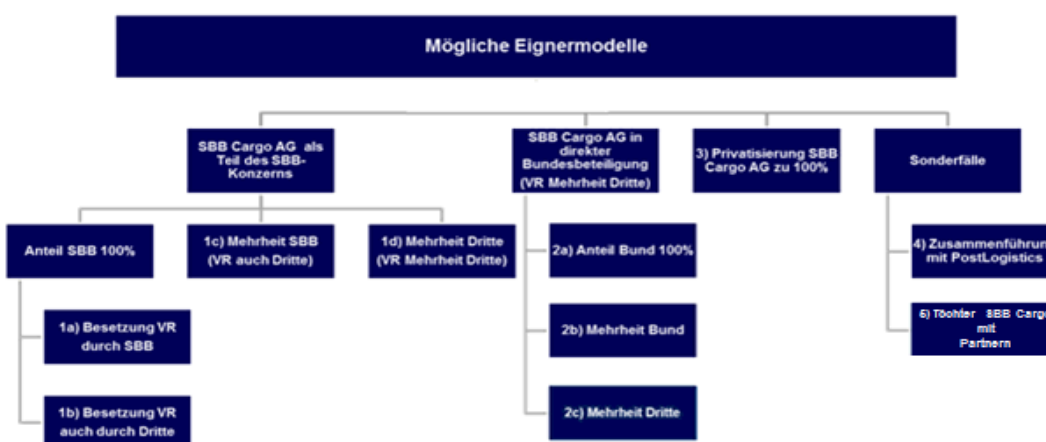 Mögliche Eignermodelle
SBB Cargo AG als
Teil des SBB-
Konzerns
SBB Cargo AG in
direkter
Bundesbeteiligung
(VR Mehrheit Dritte)
3) Privatisierung SBB
Cargo AG zu 100%
Sonderfälle
Anteil SBB 100%
1c) Mehrheit SBB
(VR auch Dritte)
1d) Mehrheit Dritte
(VR Mehrheit Dritte)
2a) Anteil Bund 100%
4) Zusammenführun
mit PostLogistics
1a) Besetzung VR
durch SBB
2b) Mehrheit Bund
5) Töchter SBB Cargo
mit
Partnern
1b) Besetzung VR
auch durch Dritte
2c) Mehrheit Dritte